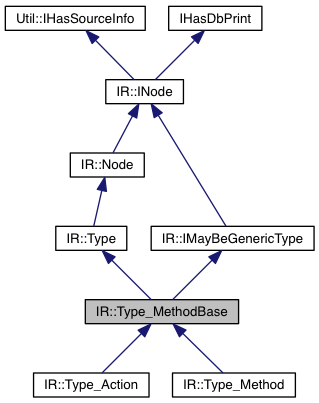 Util::IHasSourceInfo
IHasDbPrint
IR::INode
IR::Node
IR::Type
IR::IMayBeGenericType
IR::Type_MethodBase
IR::Type_Action
IR::Type_Method